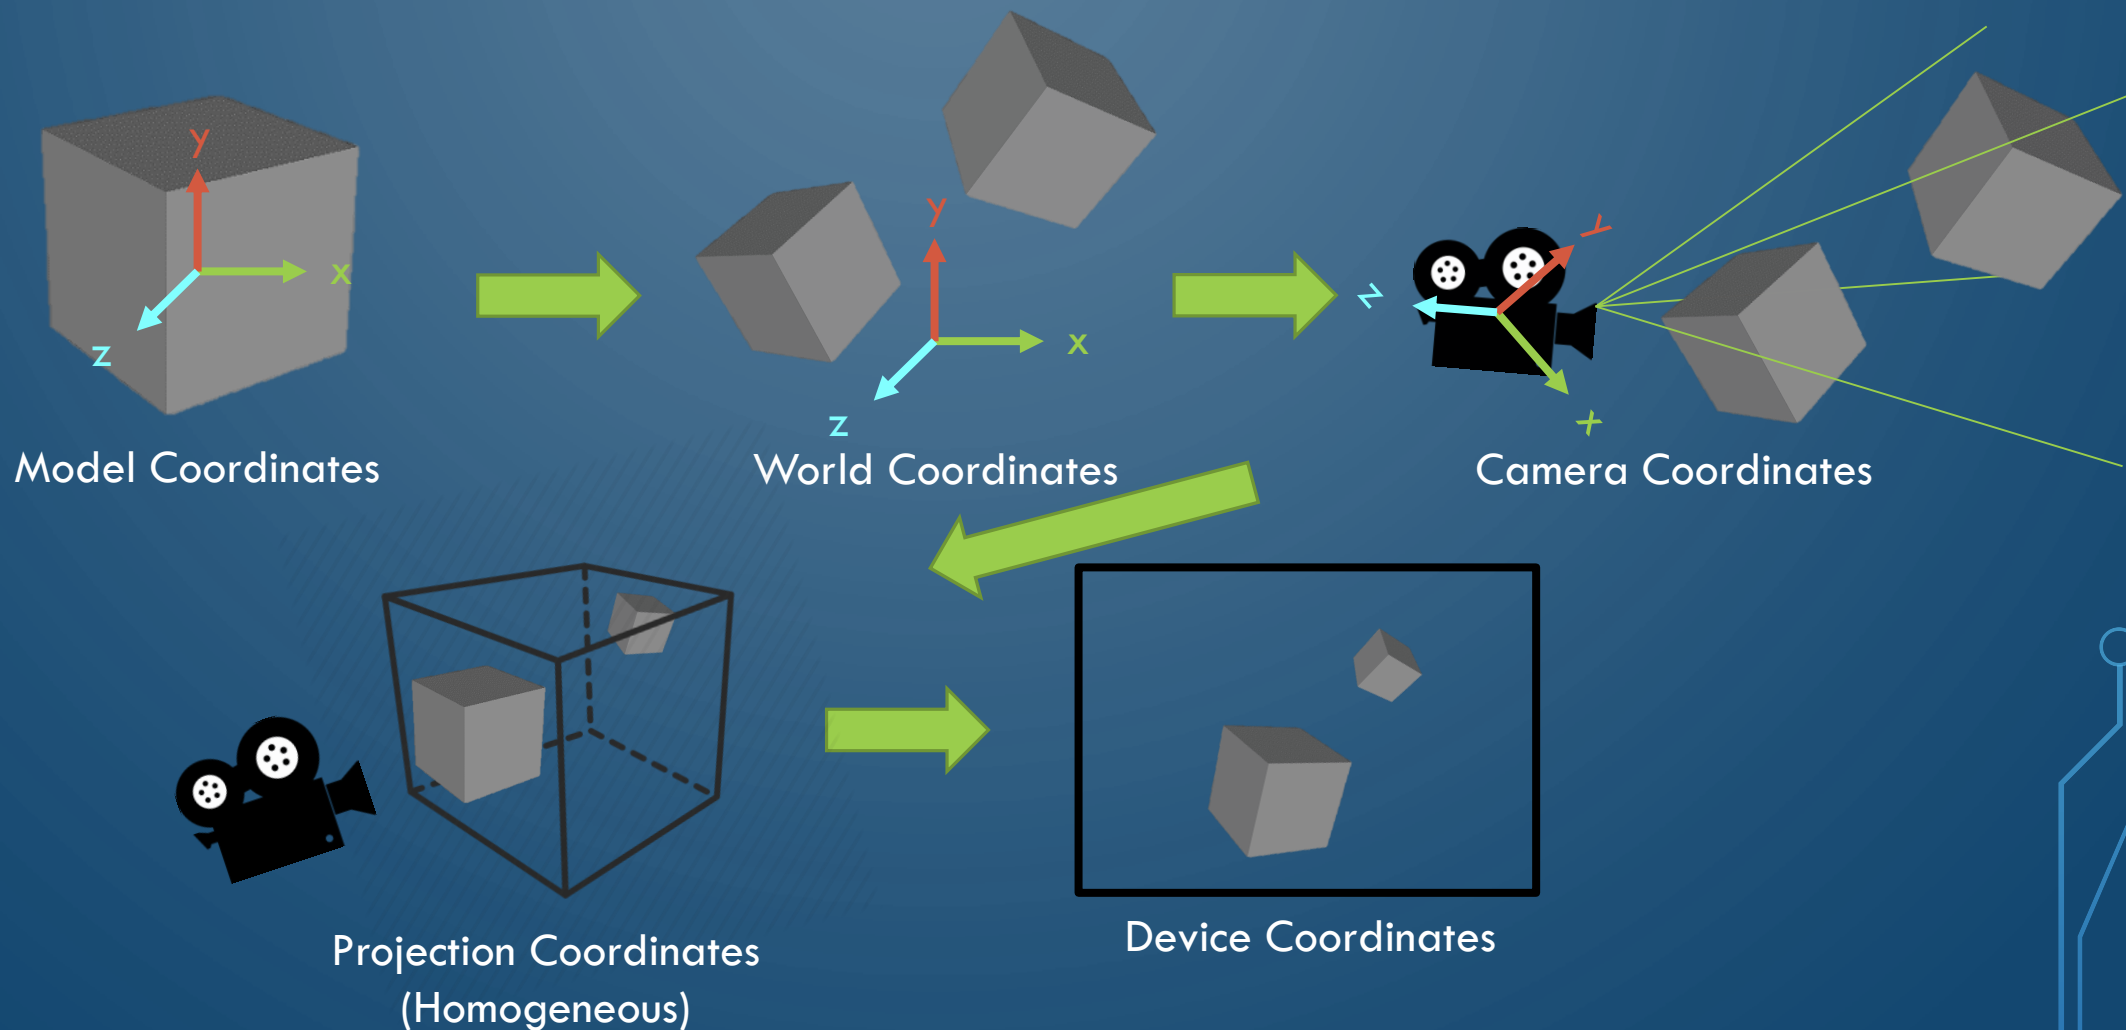 y
x
z
Model Coordinates
y
x
z
World Coordinates
y
z
x
Camera Coordinates
Projection Coordinates
(Homogeneous)
Device Coordinates